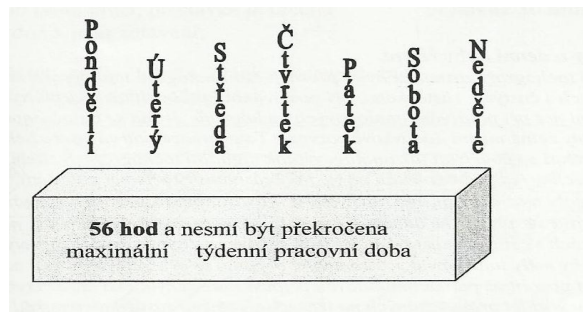 Pondělí
Úterý
Středa
Čtvrtek
Pátek
Sobota
Neděle
56 hod a nesmí být překročena
maximální týdenní pracovní doba